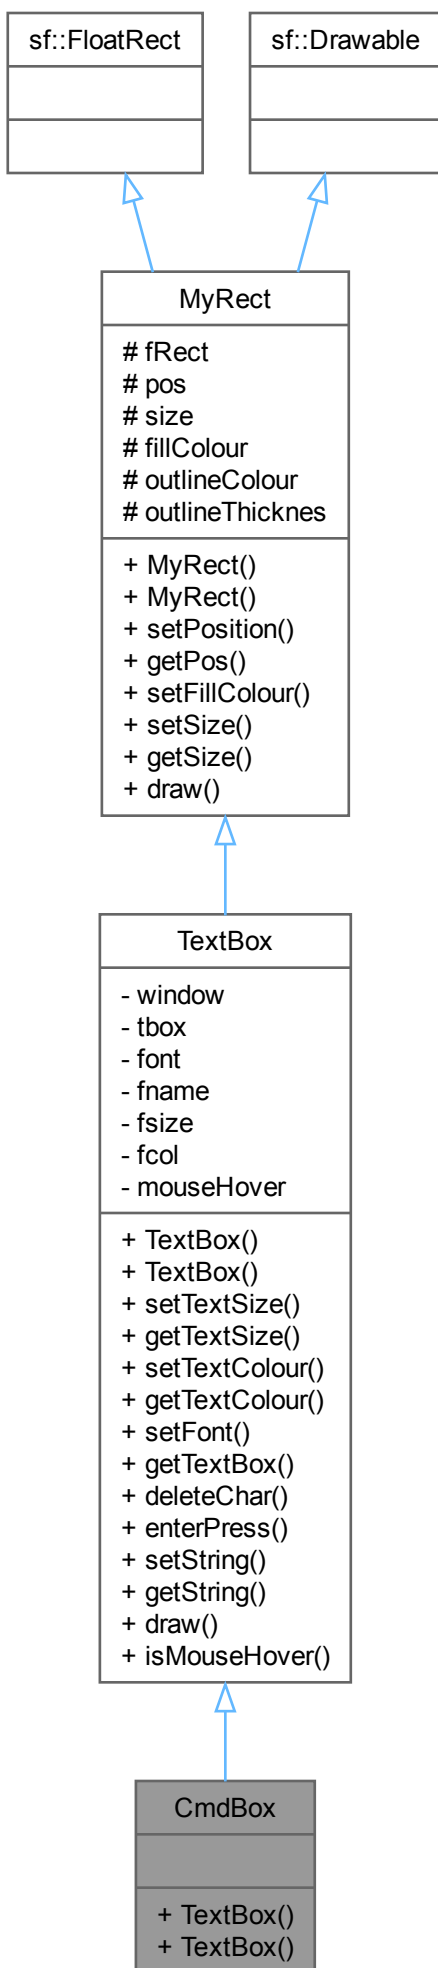 sf::FloatRect
sf::Drawable
MyRect
# fRect
# pos
# size
# fillColour
# outlineColour
# outlineThicknes
+ MyRect()
+ MyRect()
+ setPosition()
+ getPos()
+ setFillColour()
+ setSize()
+ getSize()
+ draw()
TextBox
- window
- tbox
- font
- fname
- fsize
- fcol
- mouseHover
+ TextBox()
+ TextBox()
+ setTextSize()
+ getTextSize()
+ setTextColour()
+ getTextColour()
+ setFont()
+ getTextBox()
+ deleteChar()
+ enterPress()
+ setString()
+ getString()
+ draw()
+ isMouseHover()
CmdBox
+ TextBox()
+ TextBox()